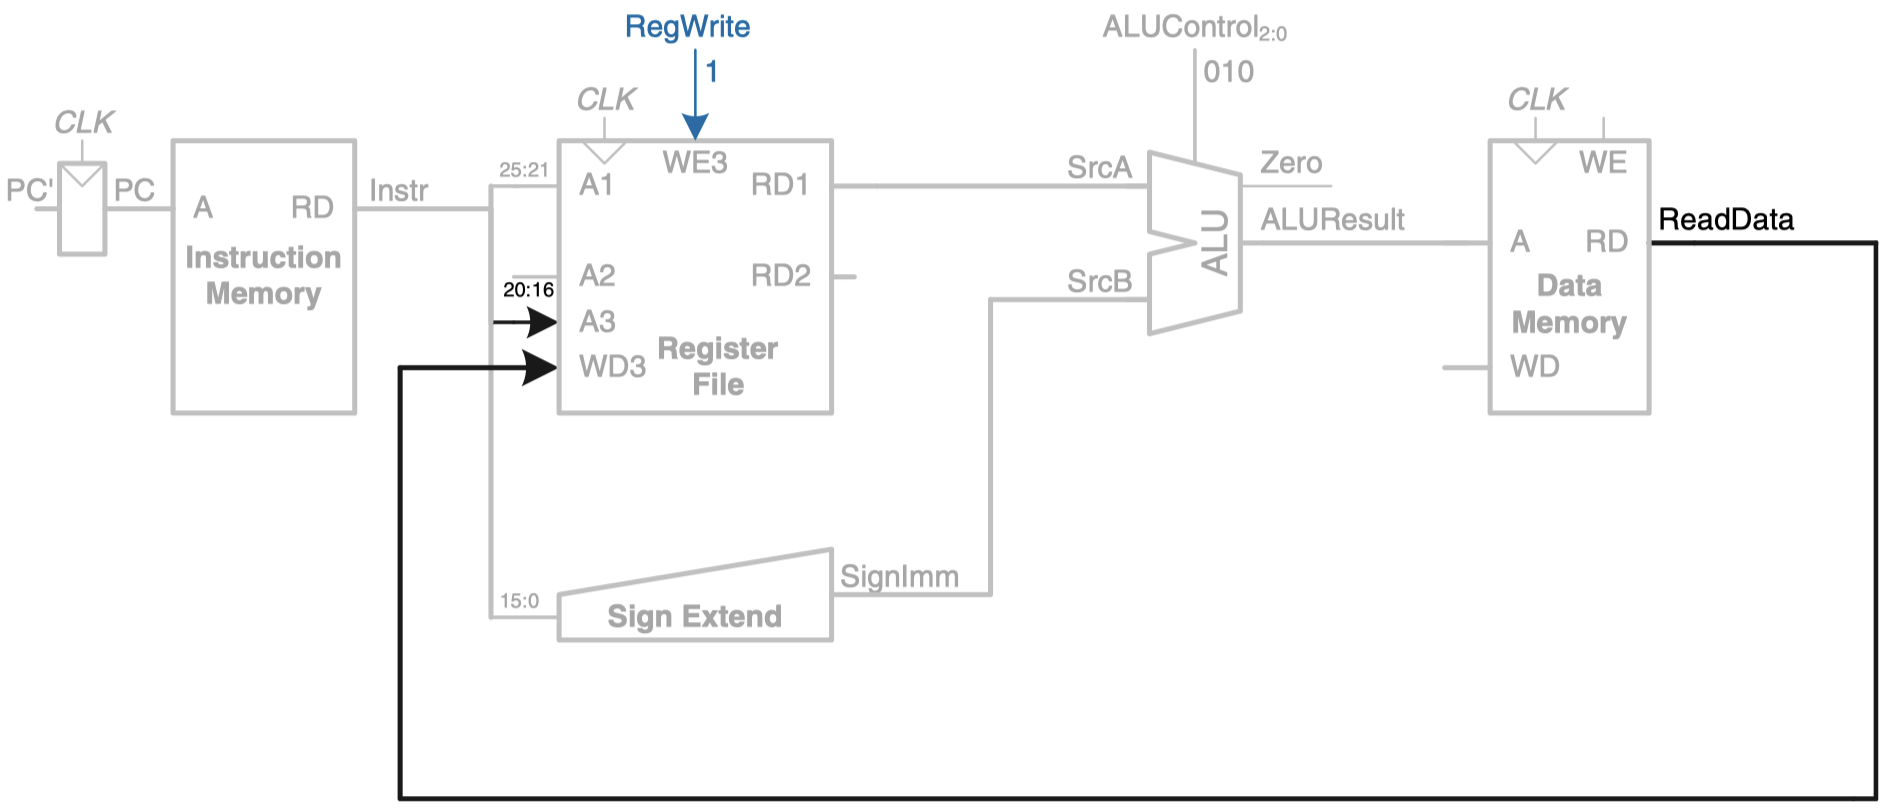 RegWrite
1
ALUControl2:0
010
CLK
CLK
CLK
PC'
PC
A
RD
Instruction
Memory
Instr
25:21
20:16
15:0
WE3
A1
RD1
A2
RD2
A3
WD3
Register
File
SrcA
SrcB
ALU
Zero
ALUResult
WE
A
RD
Data
Memory
WD
ReadData
Sign Extend
SignImm